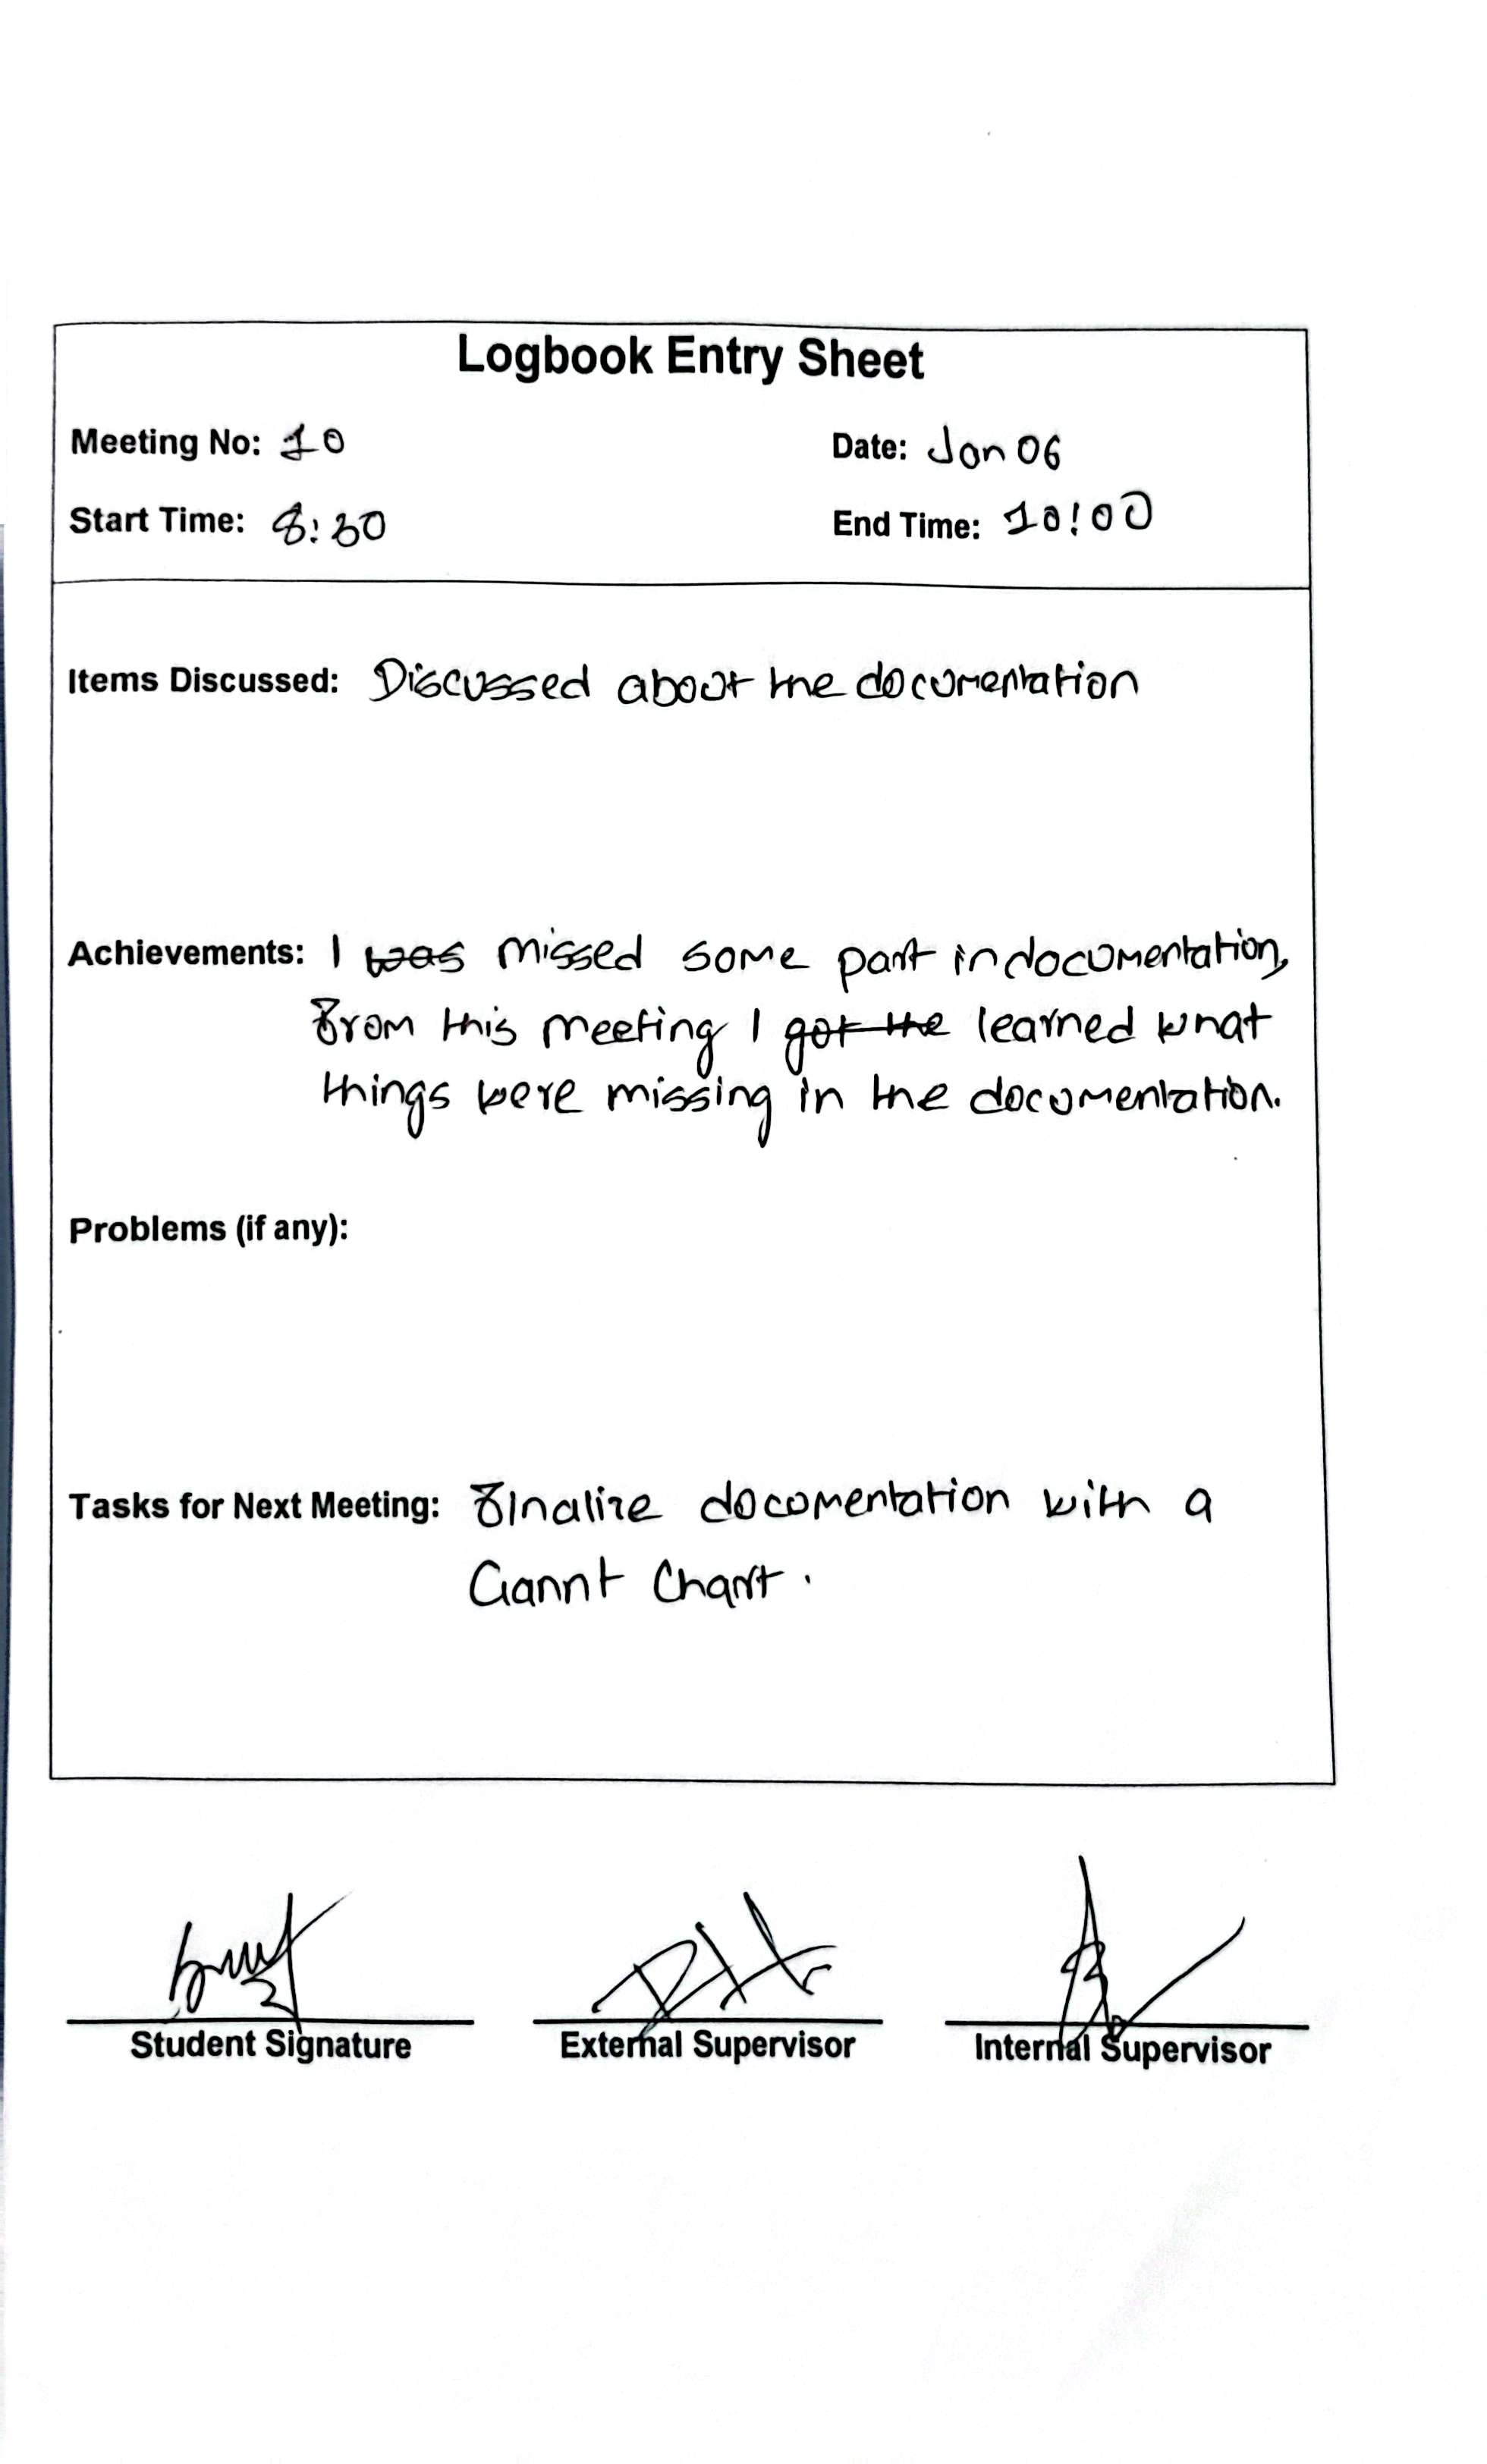 Logbook Entry Sheet
Meeting No: 10 Date: Jan 06
Start Time: 8:30 End Time: 10:00
Items Discussed: Discussed about the documentation
Achievements: I was missed some part in documentation,
From this meeting I got the learned what
things were missing in the documentation.
Problems (if any):
Tasks for Next Meeting: Finalize documentation with a
Gannt Chart.
Student Signature External Supervisor Internal Supervisor